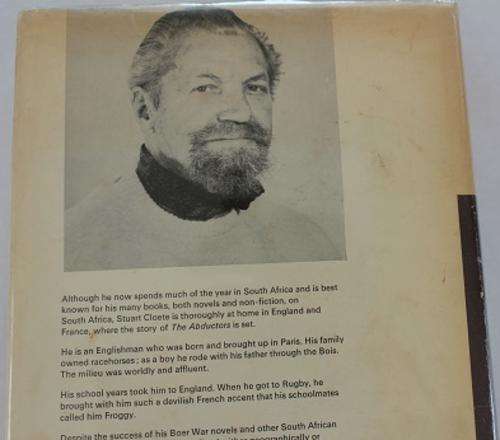 Although he now spends much of the year in South Africa and is best
known for his many books, both novels and non-fiction, on
South Africa, Stuart Cloete is thoroughly at home in England and
France, where the story of The Abductors is set.
He is an Englishman who was born and brought up in Paris. His family
owned racehorses; as a boy he rode with his father through the Bois.
The milieu was worldly and affluent.
His school years took him to England. When he got to Rugby, he
brought with him such a devilish French accent that his schoolmates
called him Froggy.
Despite the success of his Boer War novels and other South African
geographically or